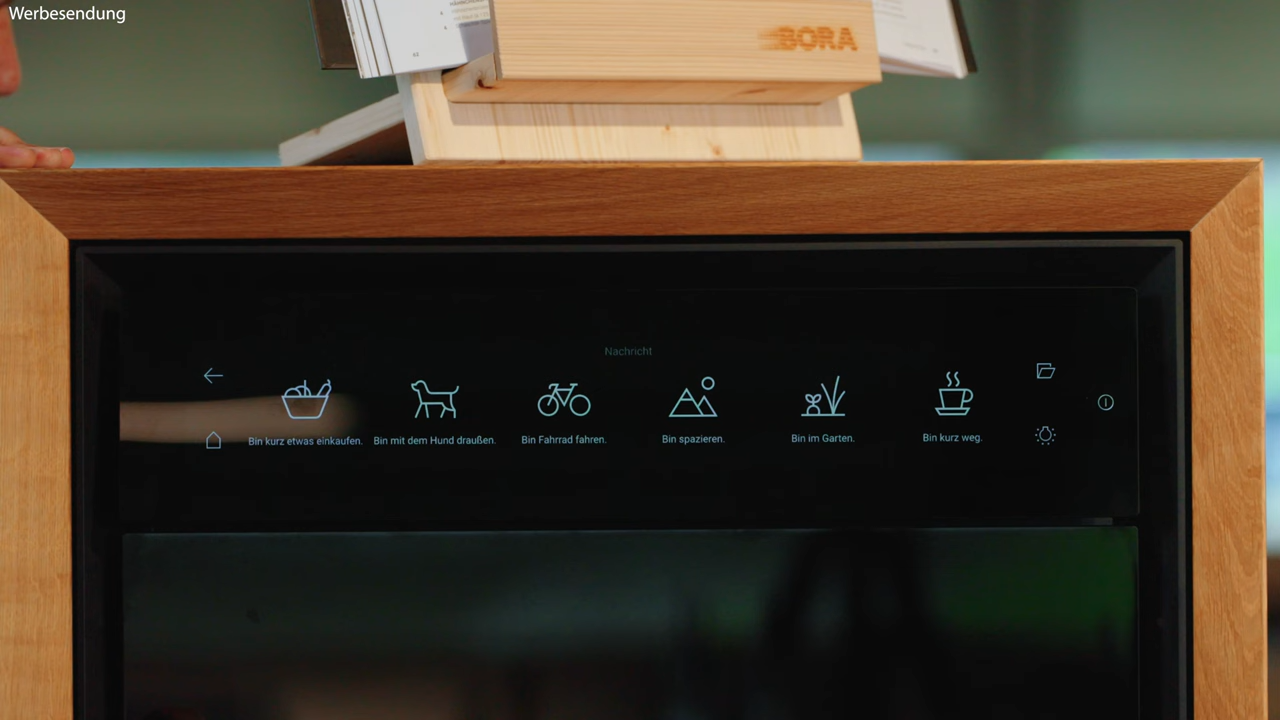 Werbesendung
BORA
Nachricht
Bin kurz etwas einkaufen.
Bin mit dem Hund draußen.
Bin Fahrrad fahren.
Bin spazieren.
Bin im Garten.
Bin kurz weg.